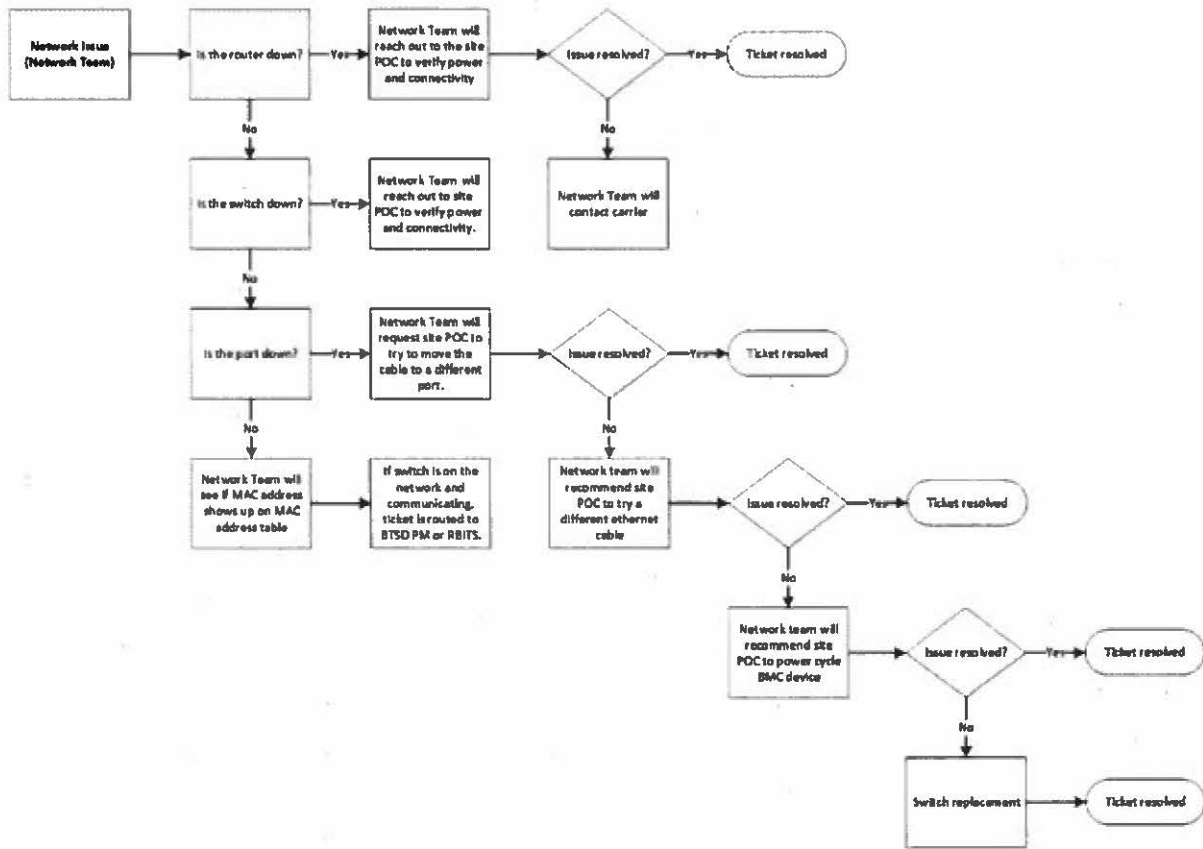 Network Issue
(Network Team)
Is the router down?
Yes
Network Team will
reach out to the site
POC to verify power
and connectivity
Issue resolved?
Yes
Ticket resolved
No
No
Is the switch down?
Yes
Network Team will
reach out to site
POC to verify power
and connectivity.
Network Team will
contact carrier
No
Is the port down?
Yes
Network Team will
request site POC to
try to move the
cable to a different
port.
Issue resolved?
Yes
Ticket resolved
No
No
Network Team will
see if MAC address
shows up on MAC
address table
If switch is on the
network and
communicating,
ticket is routed to
BTSD PM or RBITS.
Network team will
recommend site
POC to try a
different ethernet
cable
Issue resolved?
Yes
Ticket resolved
No
Network team will
recommend site
POC to power cycle
BMC device
Issue resolved?
Yes
Ticket resolved
No
Switch replacement
Ticket resolved